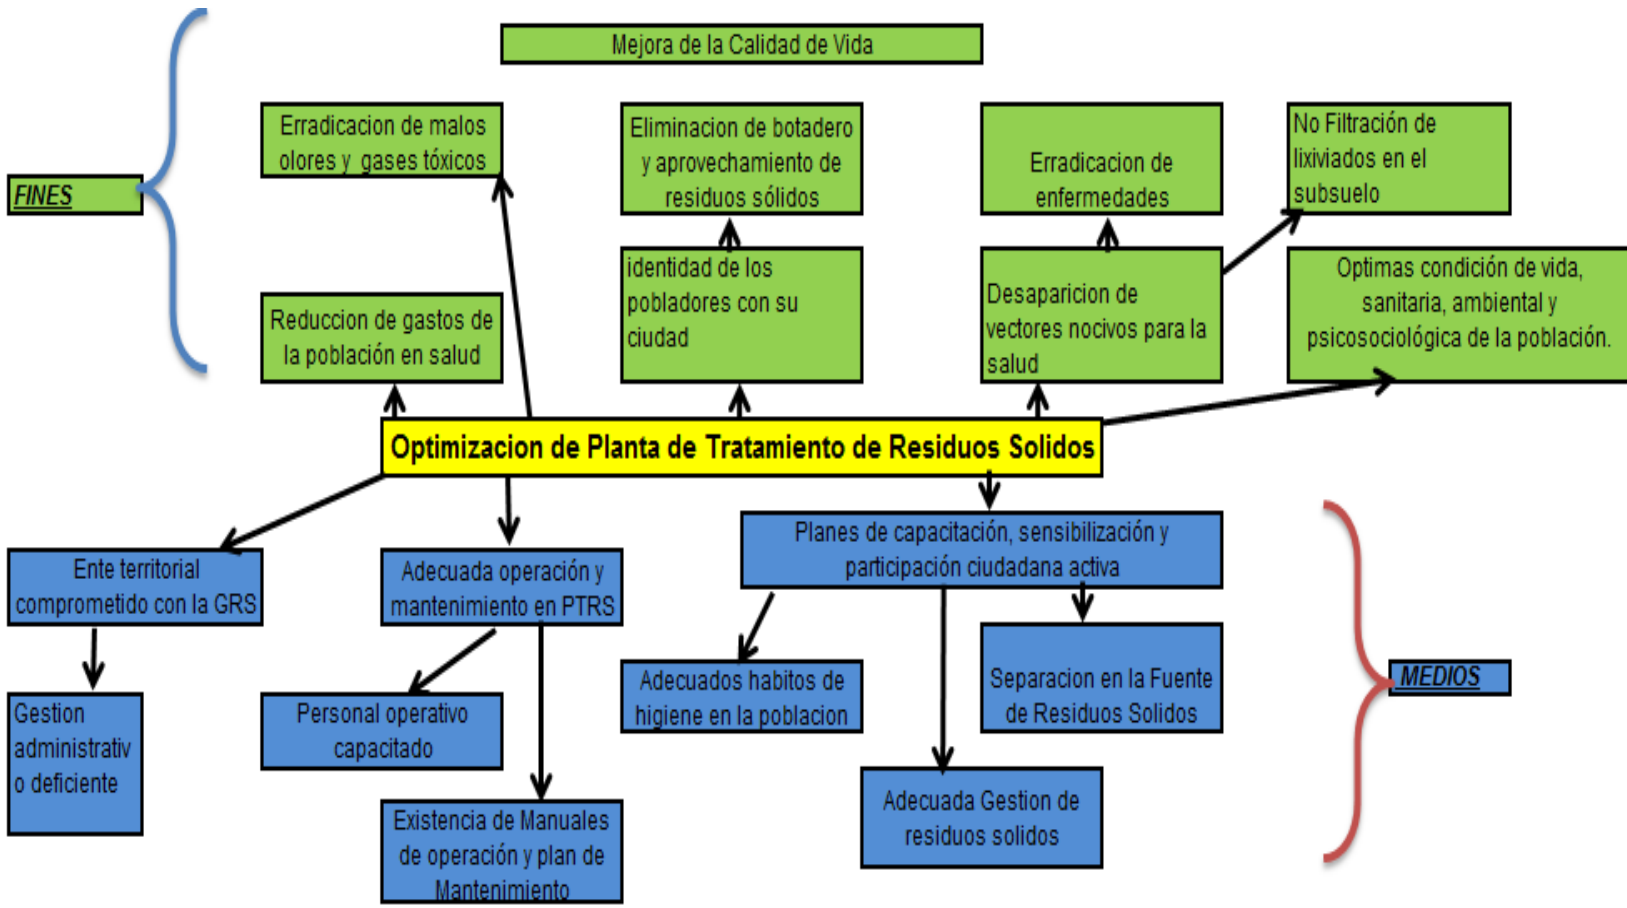 Mejora de la Calidad de Vida
Erradicacion de malos
olores y gases tóxicos
Eliminacion de botadero
y aprovechamiento de
residuos sólidos
Erradicacion de
enfermedades
No Filtración de
lixiviados en el
subsuelo
FINES
Reduccion de gastos de
la población en salud
identidad de los
pobladores con su
ciudad
Desaparicion de
vectores nocivos para la
salud
Optimas condición de vida,
sanitaria, ambiental y
psicosociológica de la población.
Optimizacion de Planta de Tratamiento de Residuos Solidos
Ente territorial
comprometido con la GRS
Adecuada operación y
mantenimiento en PTRS
Planes de capacitación, sensibilización y
participación ciudadana activa
Gestion
administrativ
o deficiente
Personal operativo
capacitado
Adecuados habitos de
higiene en la poblacion
Separacion en la Fuente
de Residuos Solidos
MEDIOS
Existencia de Manuales
de operación y plan de
Mantenimiento
Adecuada Gestion de
residuos solidos